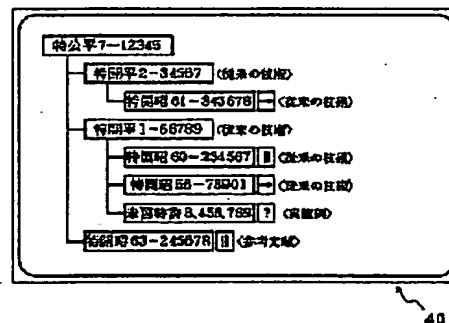 特公平7-12345
特開平2-34567 〈従来の技術〉
特開昭61-345678 → 〈従来の技術〉
特開平1-56789 〈従来の技術〉
特開昭60-234567 〈従来の技術〉
特開昭56-78901 → 〈従来の技術〉
米国特許3,456,789 ? 〈実施例〉
特開昭63-245678 〈参考文献〉
40